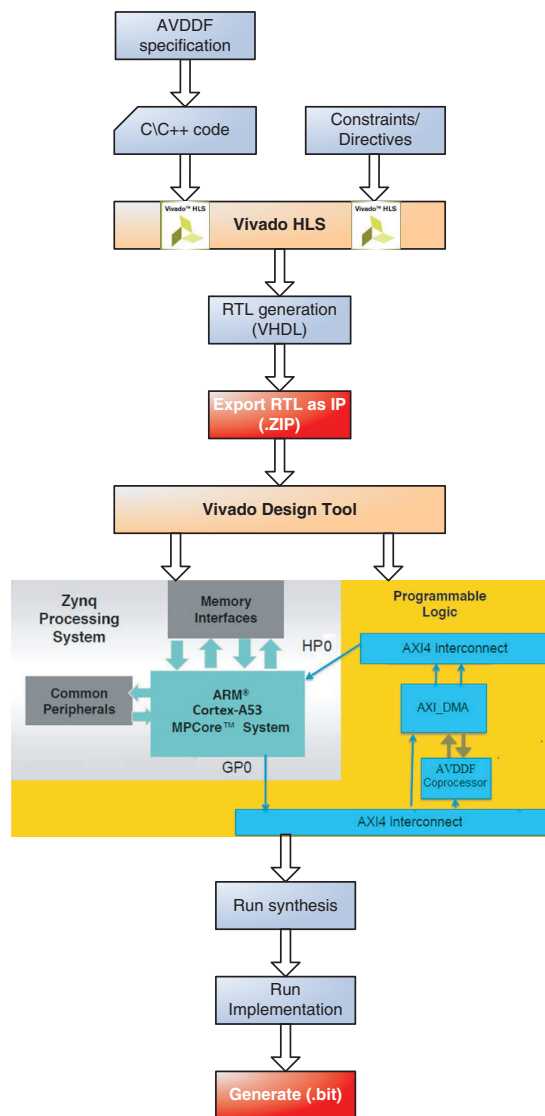 AVDDF
specification
C\C++ code
Constraints/
Directives
Vivado™ HLS
Vivado HLS
Vivado™ HLS
RTL generation
(VHDL)
Export RTL as IP
(.ZIP)
Vivado Design Tool
Zynq
Processing
System
Memory
Interfaces
Programmable
Logic
HP0
AXI4 Interconnect
Common
Peripherals
ARM®
Cortex-A53
MPCore™ System
AXI_DMA
GP0
AVDDF
Coprocessor
AXI4 Interconnect
Run synthesis
Run
Implementation
Generate (.bit)